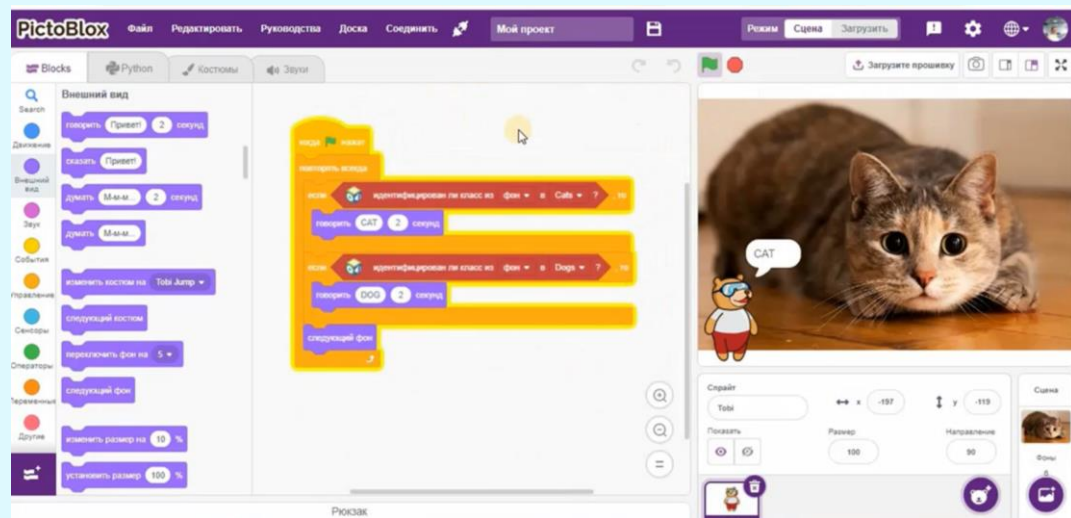 PictoBlox Файл Редактировать Руководства Доска Соединить Мой проект Режим Сцена Загрузить
Blocks Python Костюмы Звуки Загрузите прошивку
Search
Движение
Внешний вид
Звук
События
Управление
Сенсоры
Операторы
Переменные
Другие
Внешний вид
говорить Привет! 2 секунд
сказать Привет!
думать М-м-м... 2 секунд
думать М-м-м...
изменить костюм на Tobi Jump
следующий костюм
переключить фон на 5
следующий фон
изменить размер на 10 %
установить размер 100 %
когда нажат
повторять всегда
если идентифицирован ли класс из фон в Cats ? , то
говорить CAT 2 секунд
если идентифицирован ли класс из фон в Dogs ? , то
говорить DOG 2 секунд
следующий фон
Рюкзак
CAT
Спрайт
Tobi x -197 y -119
Показать Размер Направление
100 90
Сцена
Фоны